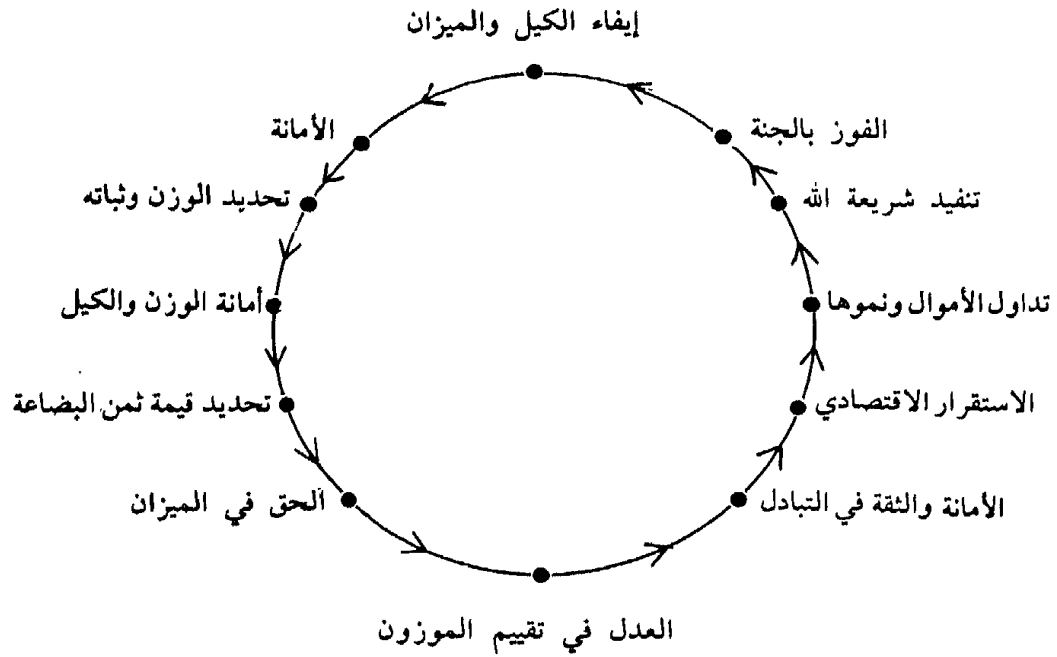 إيفاء الكيل والميزان
الأمانة
تحديد الوزن وثباته
أمانة الوزن والكيل
تحديد قيمة ثمن البضاعة
الحق في الميزان
العدل في تقييم الموزون
الأمانة والثقة في التبادل
الاستقرار الاقتصادي
تداول الأموال ونموها
تنفيد شريعة الله
الفوز بالجنة